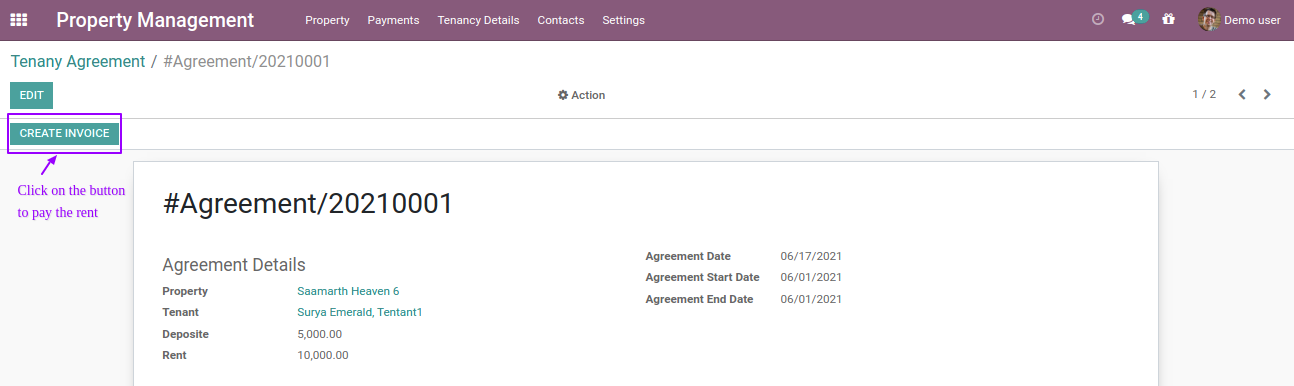 Property Management Property Payments Tenancy Details Contacts Settings 4 Demo user
Tenany Agreement / #Agreement/20210001
EDIT Action 1 / 2
CREATE INVOICE
Click on the button
to pay the rent
#Agreement/20210001
Agreement Details
Property Saamarth Heaven 6
Tenant Surya Emerald, Tentant1
Deposite 5,000.00
Rent 10,000.00
Agreement Date 06/17/2021
Agreement Start Date 06/01/2021
Agreement End Date 06/01/2021